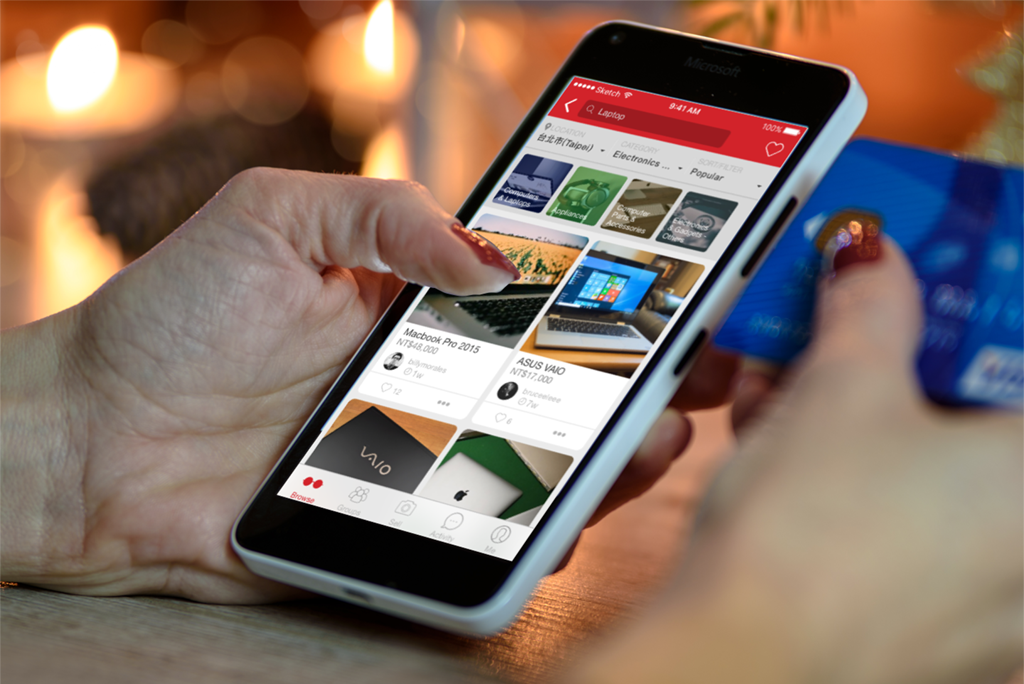 Microsoft
Sketch 9:41 AM 100%
Laptop
LOCATION CATEGORY SORT/FILTER
台北市(Taipei) Electronics ... Popular
Computers & Laptops
Appliances
Computer Parts & Accessories
Electronics & Gadgets Others
Macbook Pro 2015
NT$48,000
billymorales
1w
12
ASUS VAIO
NT$17,000
bruceleee
7w
6
VAIO
Browse Groups Sell Activity Me